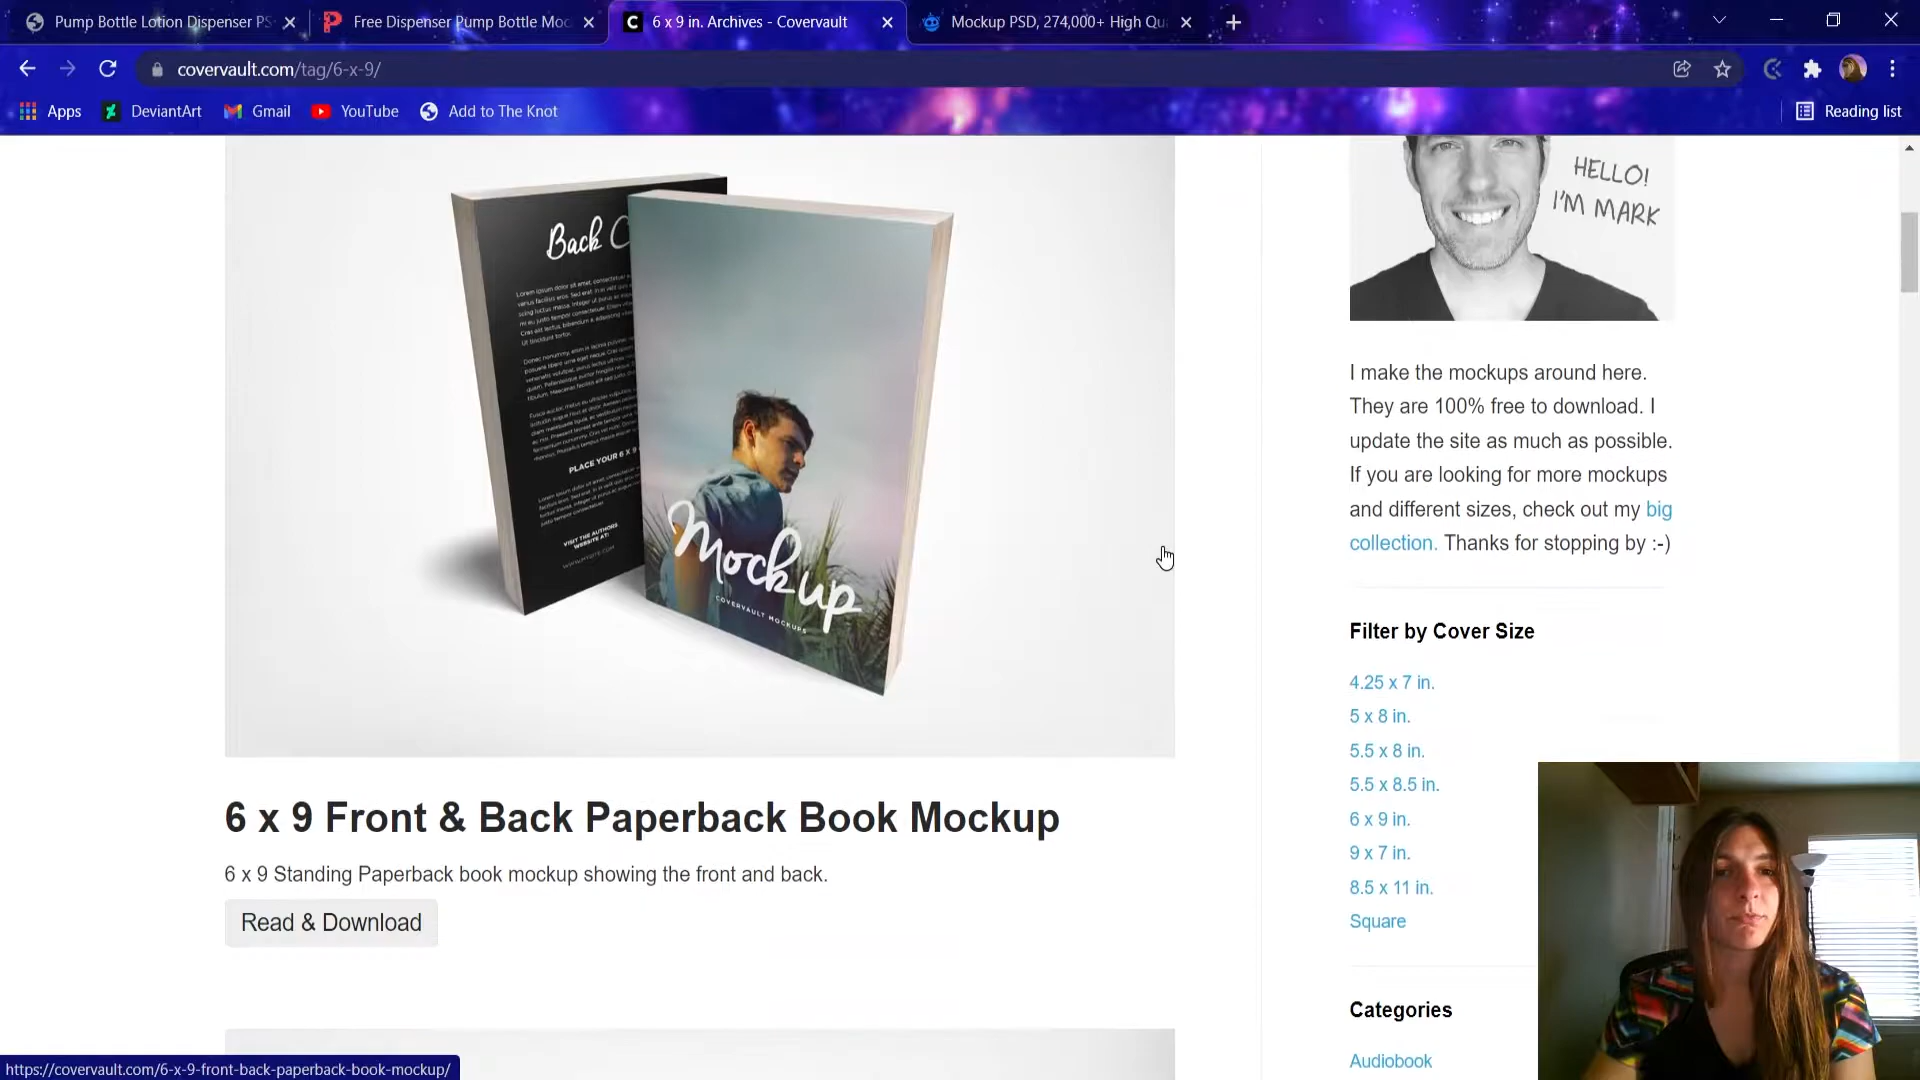 Pump Bottle Lotion Dispenser PS
Free Dispenser Pump Bottle Moc
6 x 9 in. Archives - Covervault
Mockup PSD, 274,000+ High Qu
covervault.com/tag/6-x-9/
Apps
DeviantArt
Gmail
YouTube
Add to The Knot
Reading list
Back C
PLACE YOUR 6 X 9
VISIT THE AUTHORS
WEBSITE AT:
Mockup
COVERVAULT MOCKUPS
HELLO!
I'M MARK
I make the mockups around here.
They are 100% free to download. I
update the site as much as possible.
If you are looking for more mockups
and different sizes, check out my big
collection. Thanks for stopping by :-)
Filter by Cover Size
4.25 x 7 in.
5 x 8 in.
5.5 x 8 in.
5.5 x 8.5 in.
6 x 9 in.
9 x 7 in.
8.5 x 11 in.
Square
Categories
Audiobook
6 x 9 Front & Back Paperback Book Mockup
6 x 9 Standing Paperback book mockup showing the front and back.
Read & Download
https://covervault.com/6-x-9-front-back-paperback-book-mockup/